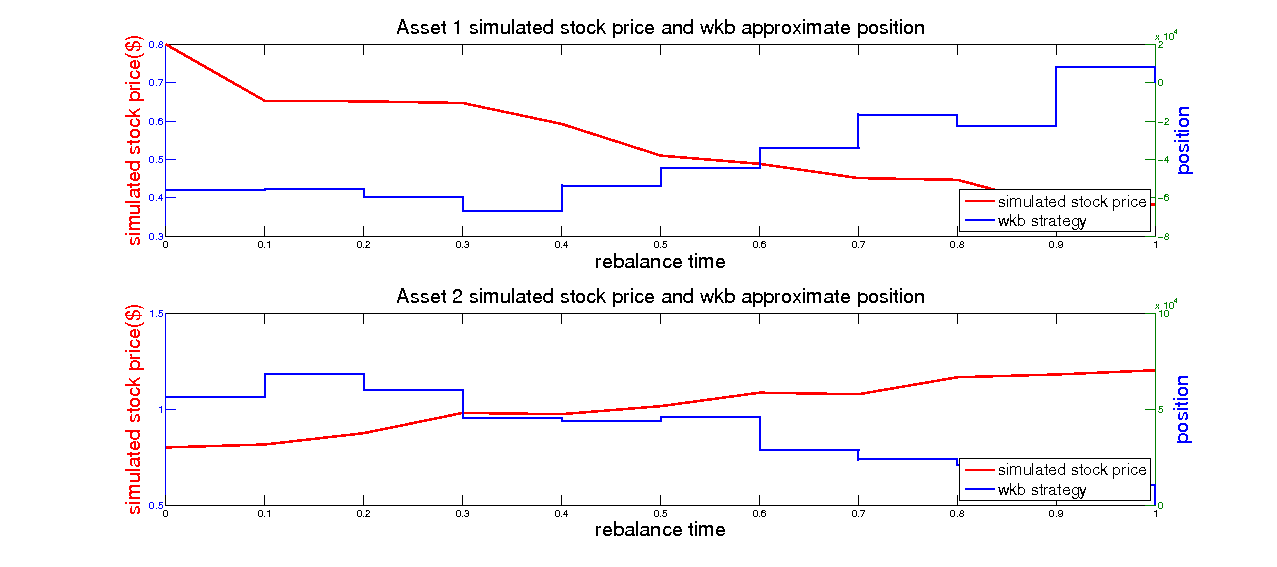 Asset 1 simulated stock price and wkb approximate position
x 10^4
simulated stock price($)
0.8
0.7
0.6
0.5
0.4
0.3
2
0
−2
−4
−6
−8
position
simulated stock price
wkb strategy
0 0.1 0.2 0.3 0.4 0.5 0.6 0.7 0.8 0.9 1
rebalance time
Asset 2 simulated stock price and wkb approximate position
x 10^4
simulated stock price($)
1.5
1
0.5
10
5
0
position
simulated stock price
wkb strategy
0 0.1 0.2 0.3 0.4 0.5 0.6 0.7 0.8 0.9 1
rebalance time